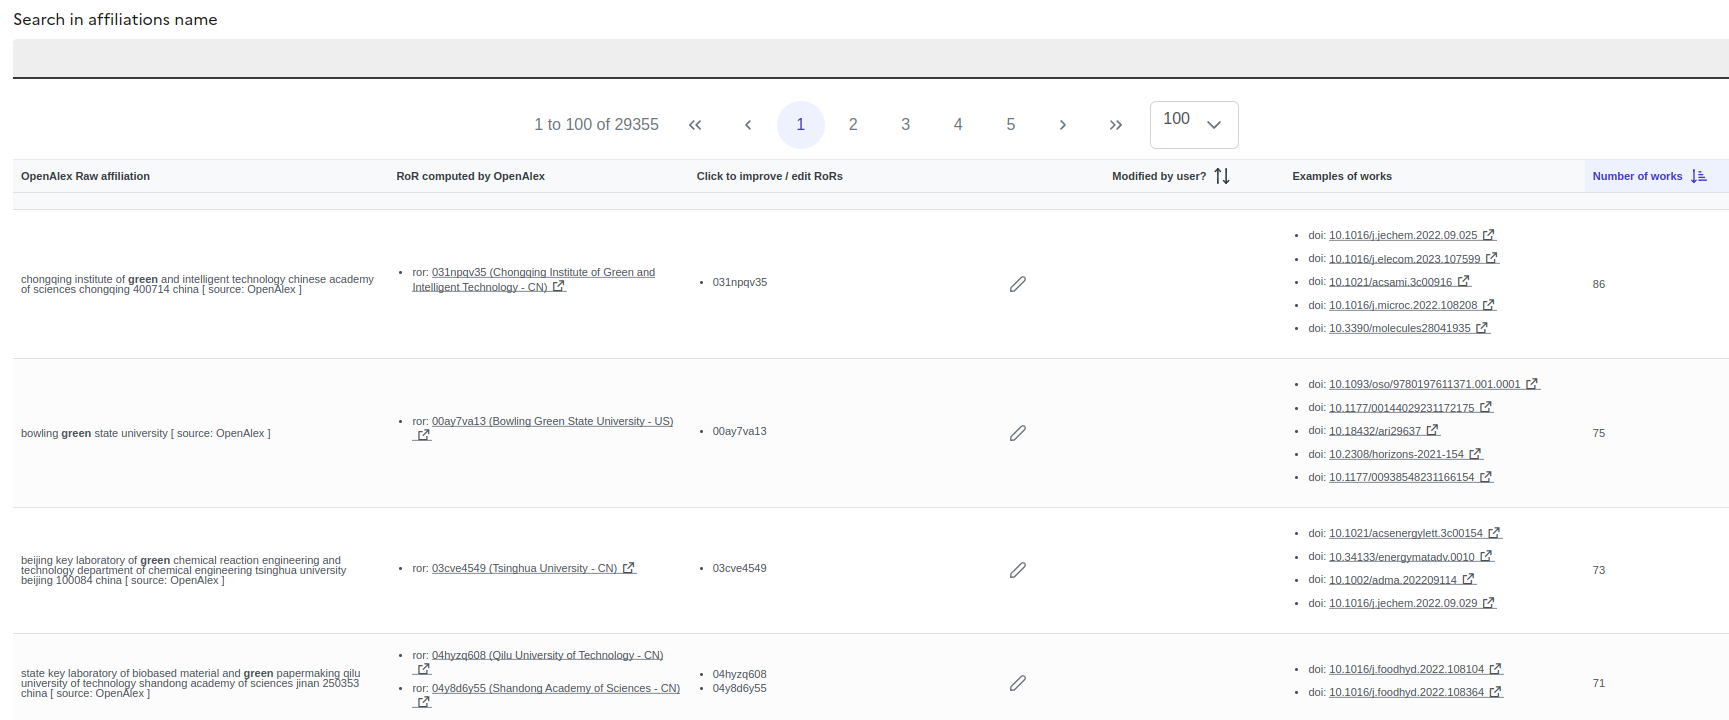 Search in affiliations name
1 to 100 of 29355 « ‹ 1 2 3 4 5 › » 100
OpenAlex Raw affiliation RoR computed by OpenAlex Click to improve / edit RoRs Modified by user? Examples of works Number of works
chongqing institute of green and intelligent technology chinese academy
of sciences chongqing 400714 china [ source: OpenAlex ]
• ror: 031npqv35 (Chongqing Institute of Green and
Intelligent Technology - CN)
• 031npqv35
• doi: 10.1016/j.jechem.2022.09.025
• doi: 10.1016/j.elecom.2023.107599
• doi: 10.1021/acsami.3c00916
• doi: 10.1016/j.microc.2022.108208
• doi: 10.3390/molecules28041935
86
bowling green state university [ source: OpenAlex ]
• ror: 00ay7va13 (Bowling Green State University - US)
• 00ay7va13
• doi: 10.1093/oso/9780197611371.001.0001
• doi: 10.1177/00144029231172175
• doi: 10.18432/ari29637
• doi: 10.2308/horizons-2021-154
• doi: 10.1177/00938548231166154
75
beijing key laboratory of green chemical reaction engineering and
technology department of chemical engineering tsinghua university
beijing 100084 china [ source: OpenAlex ]
• ror: 03cve4549 (Tsinghua University - CN)
• 03cve4549
• doi: 10.1021/acsenergylett.3c00154
• doi: 10.34133/energymatadv.0010
• doi: 10.1002/adma.202209114
• doi: 10.1016/j.jechem.2022.09.029
73
state key laboratory of biobased material and green papermaking qilu
university of technology shandong academy of sciences jinan 250353
china [ source: OpenAlex ]
• ror: 04hyzq608 (Qilu University of Technology - CN)
• ror: 04y8d6y55 (Shandong Academy of Sciences - CN)
• 04hyzq608
• 04y8d6y55
• doi: 10.1016/j.foodhyd.2022.108104
• doi: 10.1016/j.foodhyd.2022.108364
71